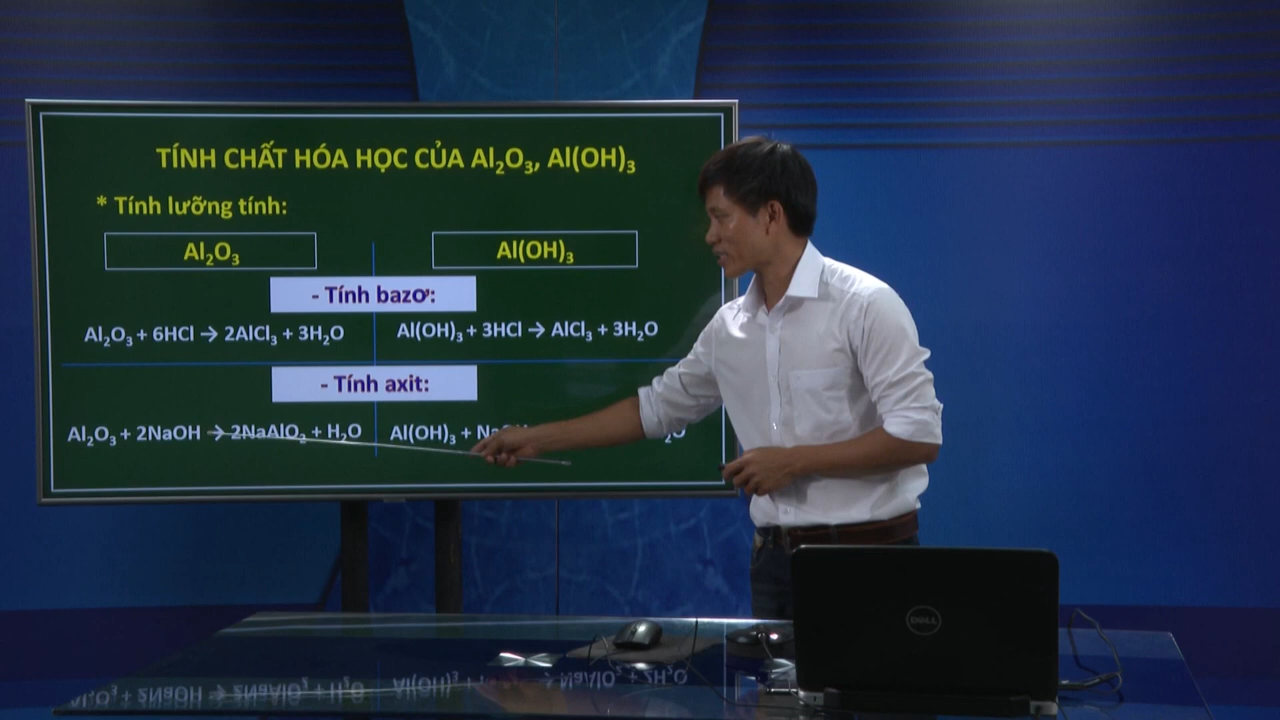 TÍNH CHẤT HÓA HỌC CỦA Al₂O₃, Al(OH)₃
* Tính lưỡng tính:
Al₂O₃ Al(OH)₃
- Tính bazơ:
Al₂O₃ + 6HCl → 2AlCl₃ + 3H₂O Al(OH)₃ + 3HCl → AlCl₃ + 3H₂O
- Tính axit:
Al₂O₃ + 2NaOH → 2NaAlO₂ + H₂O Al(OH)₃ + Na ₂O
DELL